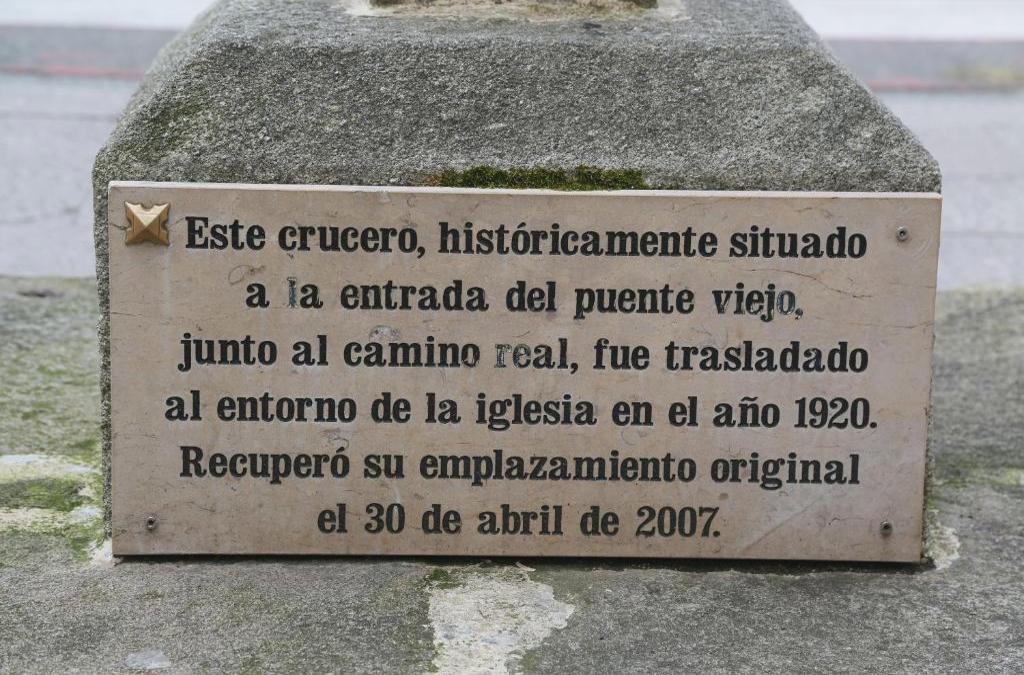 Este crucero, históricamente situado
a la entrada del puente viejo,
junto al camino real, fue trasladado
al entorno de la iglesia en el año 1920.
Recuperó su emplazamiento original
el 30 de abril de 2007.